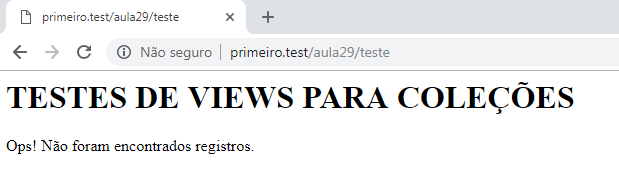 primeiro.test/aula29/teste
Não seguro | primeiro.test/aula29/teste
TESTES DE VIEWS PARA COLEÇÕES
Ops! Não foram encontrados registros.